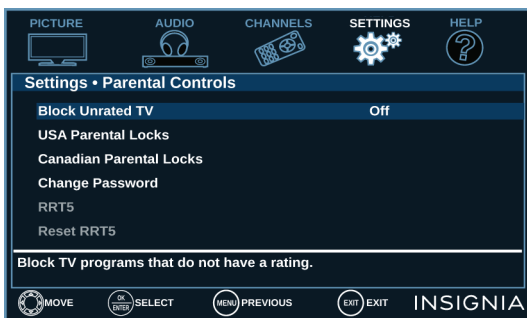 PICTURE AUDIO CHANNELS SETTINGS HELP
Settings • Parental Controls
Block Unrated TV Off
USA Parental Locks
Canadian Parental Locks
Change Password
RRT5
Reset RRT5
Block TV programs that do not have a rating.
MOVE OK ENTER SELECT MENU PREVIOUS EXIT EXIT INSIGNIA